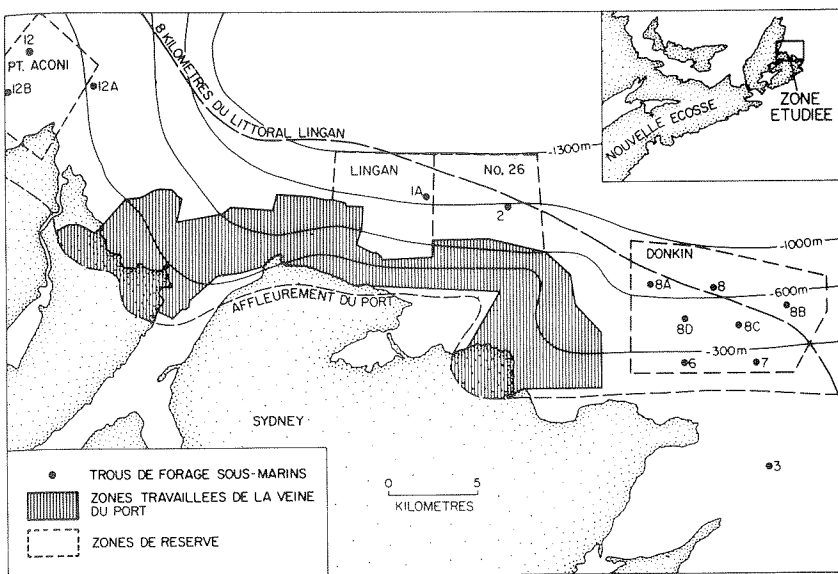 12
PT. ACONI
12B
12A
8 KILOMETRES DU LITTORAL LINGAN
NOUVELLE ECOSSE
ZONE
ETUDIEE
-1300m
LINGAN
No. 26
1A
2
-1000m
DONKIN
8A
8
-600m
8B
8D
8C
-300m
6
7
AFFLEUREMENT DU PORT
SYDNEY
3
TROUS DE FORAGE SOUS-MARINS
ZONES TRAVAILLEES DE LA VEINE
DU PORT
ZONES DE RESERVE
0 5
KILOMETRES